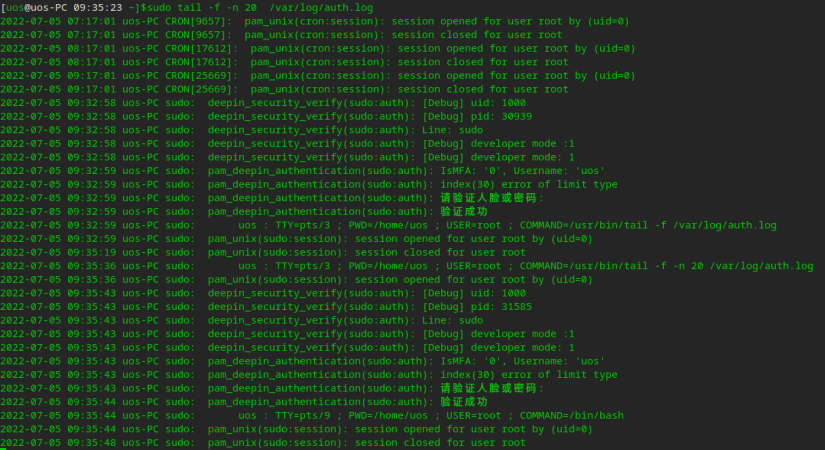 [uos@uos-PC 09:35:23 ~]$sudo tail -f -n 20  /var/log/auth.log
2022-07-05 07:17:01 uos-PC CRON[9657]:  pam_unix(cron:session): session opened for user root by (uid=0)
2022-07-05 07:17:01 uos-PC CRON[9657]:  pam_unix(cron:session): session closed for user root
2022-07-05 08:17:01 uos-PC CRON[17612]:  pam_unix(cron:session): session opened for user root by (uid=0)
2022-07-05 08:17:01 uos-PC CRON[17612]:  pam_unix(cron:session): session closed for user root
2022-07-05 09:17:01 uos-PC CRON[25669]:  pam_unix(cron:session): session opened for user root by (uid=0)
2022-07-05 09:17:01 uos-PC CRON[25669]:  pam_unix(cron:session): session closed for user root
2022-07-05 09:32:58 uos-PC sudo:  deepin_security_verify(sudo:auth): [Debug] uid: 1000
2022-07-05 09:32:58 uos-PC sudo:  deepin_security_verify(sudo:auth): [Debug] pid: 30939
2022-07-05 09:32:58 uos-PC sudo:  deepin_security_verify(sudo:auth): Line: sudo
2022-07-05 09:32:58 uos-PC sudo:  deepin_security_verify(sudo:auth): [Debug] developer mode :1
2022-07-05 09:32:58 uos-PC sudo:  deepin_security_verify(sudo:auth): [Debug] developer mode: 1
2022-07-05 09:32:59 uos-PC sudo:  pam_deepin_authentication(sudo:auth): IsMFA: '0', Username: 'uos'
2022-07-05 09:32:59 uos-PC sudo:  pam_deepin_authentication(sudo:auth): index(30) error of limit type
2022-07-05 09:32:59 uos-PC sudo:  pam_deepin_authentication(sudo:auth): 请验证人脸或密码：
2022-07-05 09:32:59 uos-PC sudo:  pam_deepin_authentication(sudo:auth): 验证成功
2022-07-05 09:32:59 uos-PC sudo:       uos : TTY=pts/3 ; PWD=/home/uos ; USER=root ; COMMAND=/usr/bin/tail -f /var/log/auth.log
2022-07-05 09:32:59 uos-PC sudo:  pam_unix(sudo:session): session opened for user root by (uid=0)
2022-07-05 09:35:19 uos-PC sudo:  pam_unix(sudo:session): session closed for user root
2022-07-05 09:35:36 uos-PC sudo:       uos : TTY=pts/3 ; PWD=/home/uos ; USER=root ; COMMAND=/usr/bin/tail -f -n 20 /var/log/auth.log
2022-07-05 09:35:36 uos-PC sudo:  pam_unix(sudo:session): session opened for user root by (uid=0)
2022-07-05 09:35:43 uos-PC sudo:  deepin_security_verify(sudo:auth): [Debug] uid: 1000
2022-07-05 09:35:43 uos-PC sudo:  deepin_security_verify(sudo:auth): [Debug] pid: 31585
2022-07-05 09:35:43 uos-PC sudo:  deepin_security_verify(sudo:auth): Line: sudo
2022-07-05 09:35:43 uos-PC sudo:  deepin_security_verify(sudo:auth): [Debug] developer mode :1
2022-07-05 09:35:43 uos-PC sudo:  deepin_security_verify(sudo:auth): [Debug] developer mode: 1
2022-07-05 09:35:43 uos-PC sudo:  pam_deepin_authentication(sudo:auth): IsMFA: '0', Username: 'uos'
2022-07-05 09:35:43 uos-PC sudo:  pam_deepin_authentication(sudo:auth): index(30) error of limit type
2022-07-05 09:35:43 uos-PC sudo:  pam_deepin_authentication(sudo:auth): 请验证人脸或密码：
2022-07-05 09:35:44 uos-PC sudo:  pam_deepin_authentication(sudo:auth): 验证成功
2022-07-05 09:35:44 uos-PC sudo:       uos : TTY=pts/9 ; PWD=/home/uos ; USER=root ; COMMAND=/bin/bash
2022-07-05 09:35:44 uos-PC sudo:  pam_unix(sudo:session): session opened for user root by (uid=0)
2022-07-05 09:35:48 uos-PC sudo:  pam_unix(sudo:session): session closed for user root